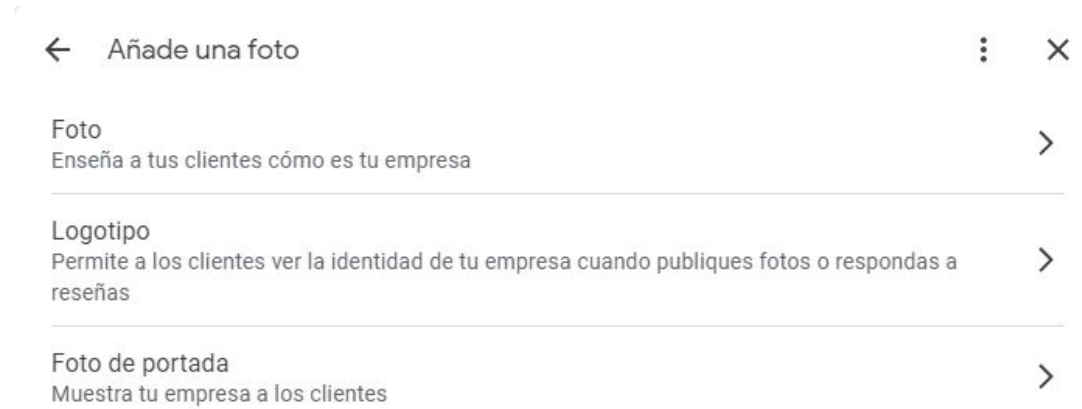 Añade una foto
Foto
Enseña a tus clientes cómo es tu empresa
Logotipo
Permite a los clientes ver la identidad de tu empresa cuando publiques fotos o respondas a
reseñas
Foto de portada
Muestra tu empresa a los clientes